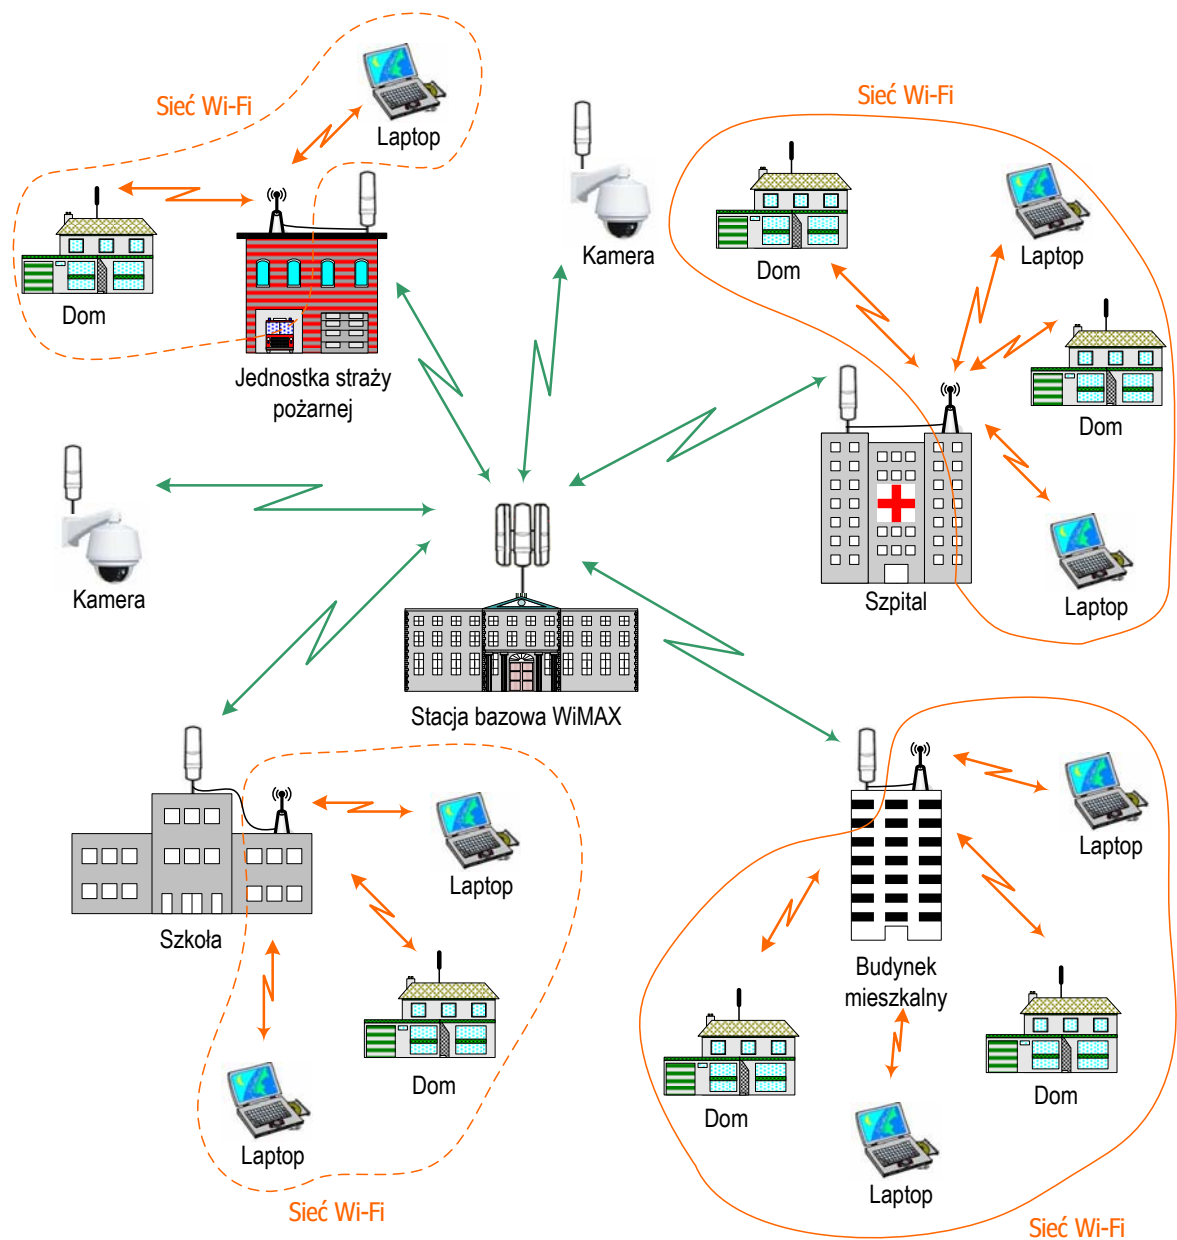 Laptop
Sieć Wi-Fi
Sieć Wi-Fi
Kamera
Laptop
Dom
Dom
Jednostka straży
pożarnej
Dom
Kamera
Szpital
Laptop
Stacja bazowa WiMAX
Laptop
Laptop
Szkoła
Budynek
mieszkalny
Dom
Dom
Dom
Laptop
Laptop
Sieć Wi-Fi
Sieć Wi-Fi